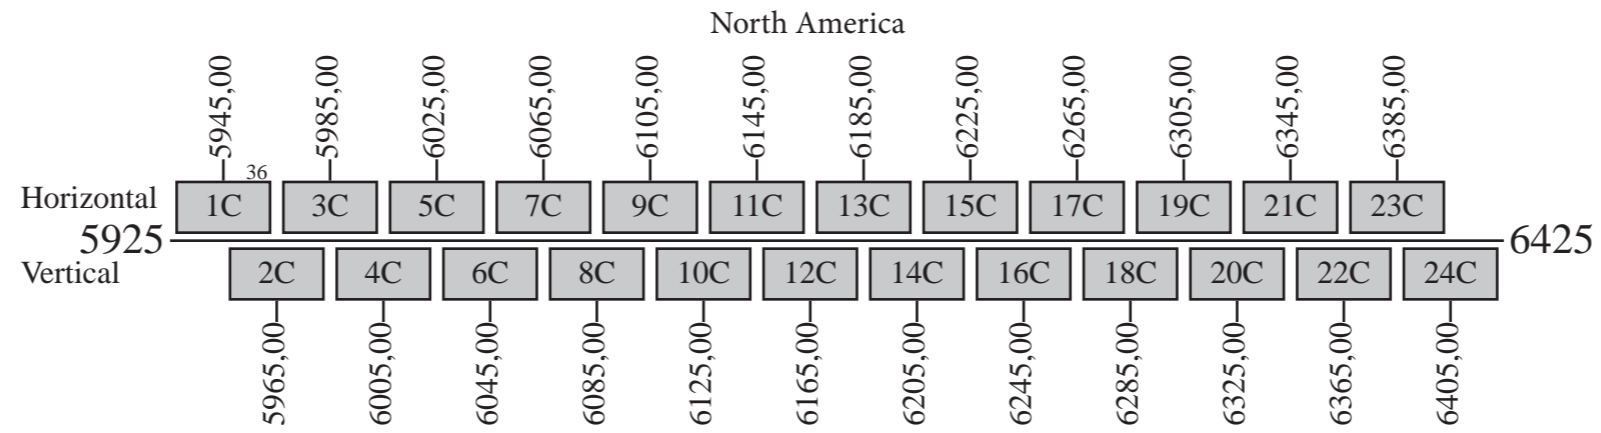 North America
5945,00 5985,00 6025,00 6065,00 6105,00 6145,00 6185,00 6225,00 6265,00 6305,00 6345,00 6385,00
36
Horizontal 1C 3C 5C 7C 9C 11C 13C 15C 17C 19C 21C 23C
5925 6425
Vertical 2C 4C 6C 8C 10C 12C 14C 16C 18C 20C 22C 24C
5965,00 6005,00 6045,00 6085,00 6125,00 6165,00 6205,00 6245,00 6285,00 6325,00 6365,00 6405,00